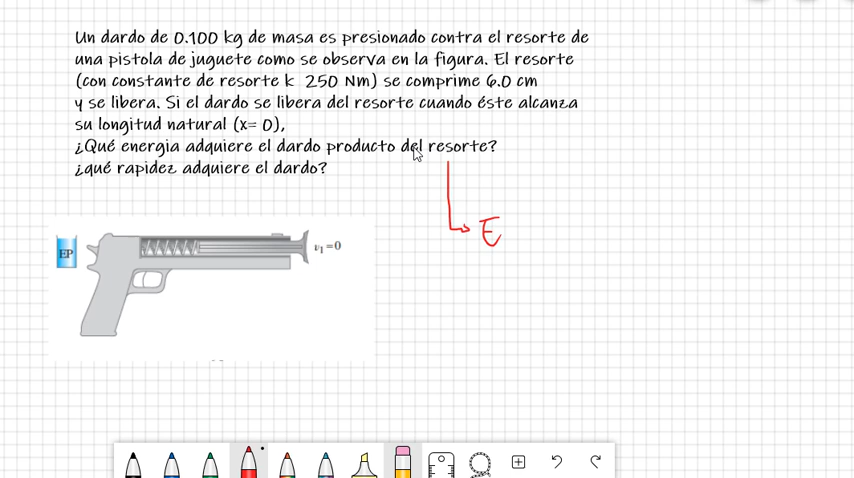 Un dardo de 0.100 kg de masa es presionado contra el resorte de
una pistola de juguete como se observa en la figura. El resorte
(con constante de resorte k 250 Nm) se comprime 6.0 cm
y se libera. Si el dardo se libera del resorte cuando éste alcanza
su longitud natural (x= 0),
¿Qué energia adquiere el dardo producto del resorte?
¿qué rapidez adquiere el dardo?
E
EP
v₁=0